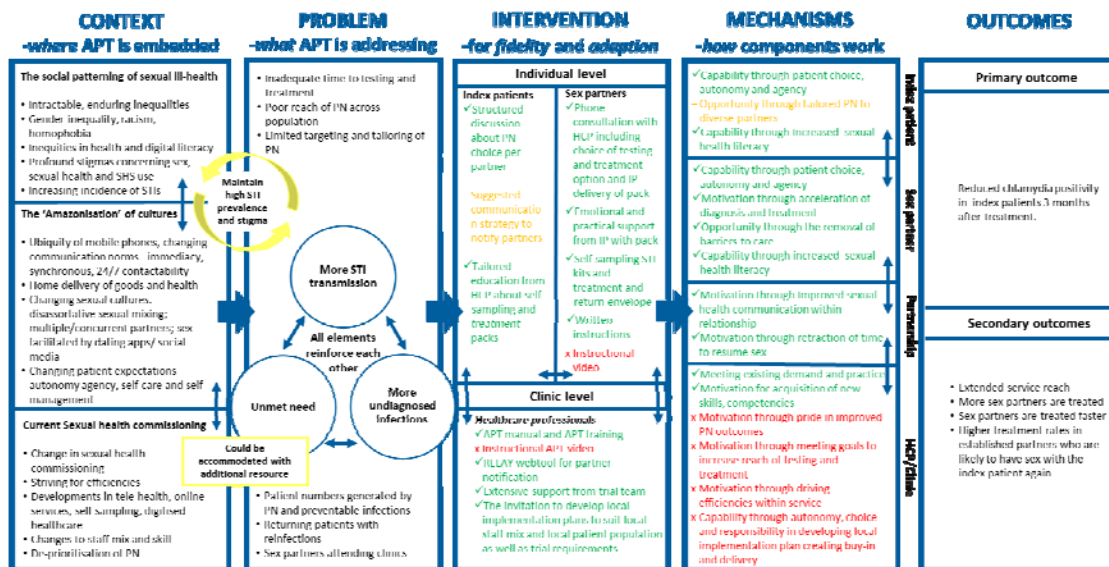 CONTEXT
-where APT is embedded
The social patterning of sexual ill-health
• Intractable, enduring inequalities
• Gender inequality, racism,
homophobia
• Inequities in health and digital literacy
• Profound stigmas concerning sex,
sexual health and SHS use
• Increasing incidence of STIs
The 'Amazonisation' of cultures
• Ubiquity of mobile phones, changing
communication norms - immediacy,
synchronous, 24/7 contactability
• Home delivery of goods and health
• Changing sexual cultures.
disassortative sexual mixing;
multiple/concurrent partners; sex
facilitated by dating apps/ social
media
• Changing patient expectations
autonomy agency, self care and self
management
Current Sexual health commissioning
• Change in sexual health
commissioning
• Striving for efficiencies
• Developments in tele health, online
services, self sampling, digitised
healthcare
• Changes to staff mix and skill
• De-prioritisation of PN
PROBLEM
-what APT is addressing
• Inadequate time to testing and
treatment
• Poor reach of PN across
population
• Limited targeting and tailoring of
PN
Maintain
high STI
prevalence
and stigma
More STI
transmission
All elements
reinforce each
other
Unmet need
More
undiagnosed
infections
Could be
accommodated with
additional resource
• Patient numbers generated by
PN and preventable infections
• Returning patients with
reinfections
• Sex partners attending clinics
INTERVENTION
-for fidelity and adaption
Individual level
Index patients
✓Structured
discussion
about PN
choice per
partner
Suggested
communicatio
n strategy to
notify partners
✓Tailored
education from
HCP about self
sampling and
treatment
packs
Sex partners
✓Phone
consultation with
HCP including
choice of testing
and treatment
option and IP
delivery of pack
✓Emotional and
practical support
from IP with pack
✓Self sampling STI
kits and
treatment and
return envelope
✓Written
instructions
x Instructional
video
Clinic level
Healthcare professionals
✓APT manual and APT training
x Instructional APT video
✓RELAY webtool for partner
notification
✓Extensive support from trial team
✓The invitation to develop local
implementation plans to suit local
staff mix and local patient population
as well as trial requirements
MECHANISMS
-how components work
✓Capability through patient choice,
autonomy and agency
– Opportunity through tailored PN to
diverse partners
✓Capability through increased sexual
health literacy
Index patient
✓Capability through patient choice,
autonomy and agency
✓Motivation through acceleration of
diagnosis and treatment
✓Opportunity through the removal of
barriers to care
✓Capability through increased sexual
health literacy
Sex partner
✓Motivation through improved sexual
health communication within
relationship
✓Motivation through retraction of time
to resume sex
Partnership
✓Meeting existing demand and practice
✓Motivation for acquisition of new
skills, competencies
x Motivation through pride in improved
PN outcomes
x Motivation through meeting goals to
increase reach of testing and
treatment
x Motivation through driving
efficiencies within service
x Capability through autonomy, choice
and responsibility in developing local
implementation plan creating buy-in
and delivery
HCP/Clinic
OUTCOMES
Primary outcome
Reduced chlamydia positivity
in index patients 3 months
after treatment.
Secondary outcomes
• Extended service reach
• More sex partners are treated
• Sex partners are treated faster
• Higher treatment rates in
established partners who are
likely to have sex with the
index patient again